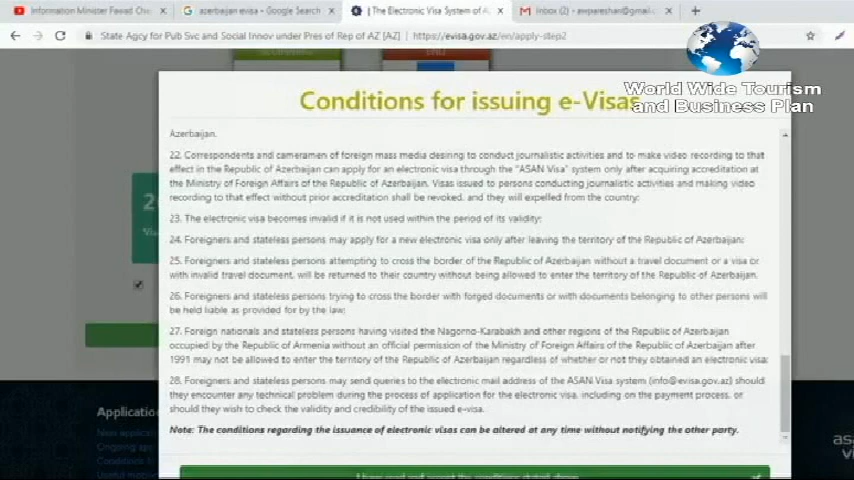 Information Minister Fawad Ch
azerbaijan evisa - Google Search
| The Electronic Visa System of A
Inbox (2) -
State Agcy for Pub Svc and Social Innov under Pres of Rep of AZ [AZ] | https://evisa.gov.az/en/apply-step2
World Wide Tourism
and Business Plan
Conditions for issuing e-Visas
Azerbaijan.
22. Correspondents and cameramen of foreign mass media desiring to conduct journalistic activities and to make video recording to that
effect in the Republic of Azerbaijan can apply for an electronic visa through the "ASAN Visa" system only after acquiring accreditation at
the Ministry of Foreign Affairs of the Republic of Azerbaijan. Visas issued to persons conducting journalistic activities and making video
recording to that effect without prior accreditation shall be revoked, and they will expelled from the country;
23. The electronic visa becomes invalid if it is not used within the period of its validity;
24. Foreigners and stateless persons may apply for a new electronic visa only after leaving the territory of the Republic of Azerbaijan;
25. Foreigners and stateless persons attempting to cross the border of the Republic of Azerbaijan without a travel document or a visa or
with invalid travel document, will be returned to their country without being allowed to enter the territory of the Republic of Azerbaijan.
26. Foreigners and stateless persons trying to cross the border with forged documents or with documents belonging to other persons will
be held liable as provided for by the law;
27. Foreign nationals and stateless persons having visited the Nagorno-Karabakh and other regions of the Republic of Azerbaijan
occupied by the Republic of Armenia without an official permission of the Ministry of Foreign Affairs of the Republic of Azerbaijan after
1991 may not be allowed to enter the territory of the Republic of Azerbaijan regardless of whether or not they obtained an electronic visa;
28. Foreigners and stateless persons may send queries to the electronic mail address of the ASAN Visa system (info@evisa.gov.az) should
they encounter any technical problem during the process of application for the electronic visa, including on the payment process, or
should they wish to check the validity and credibility of the issued e-visa.
Note: The conditions regarding the issuance of electronic visas can be altered at any time without notifying the other party.
Application
New applic
Ongoing ap